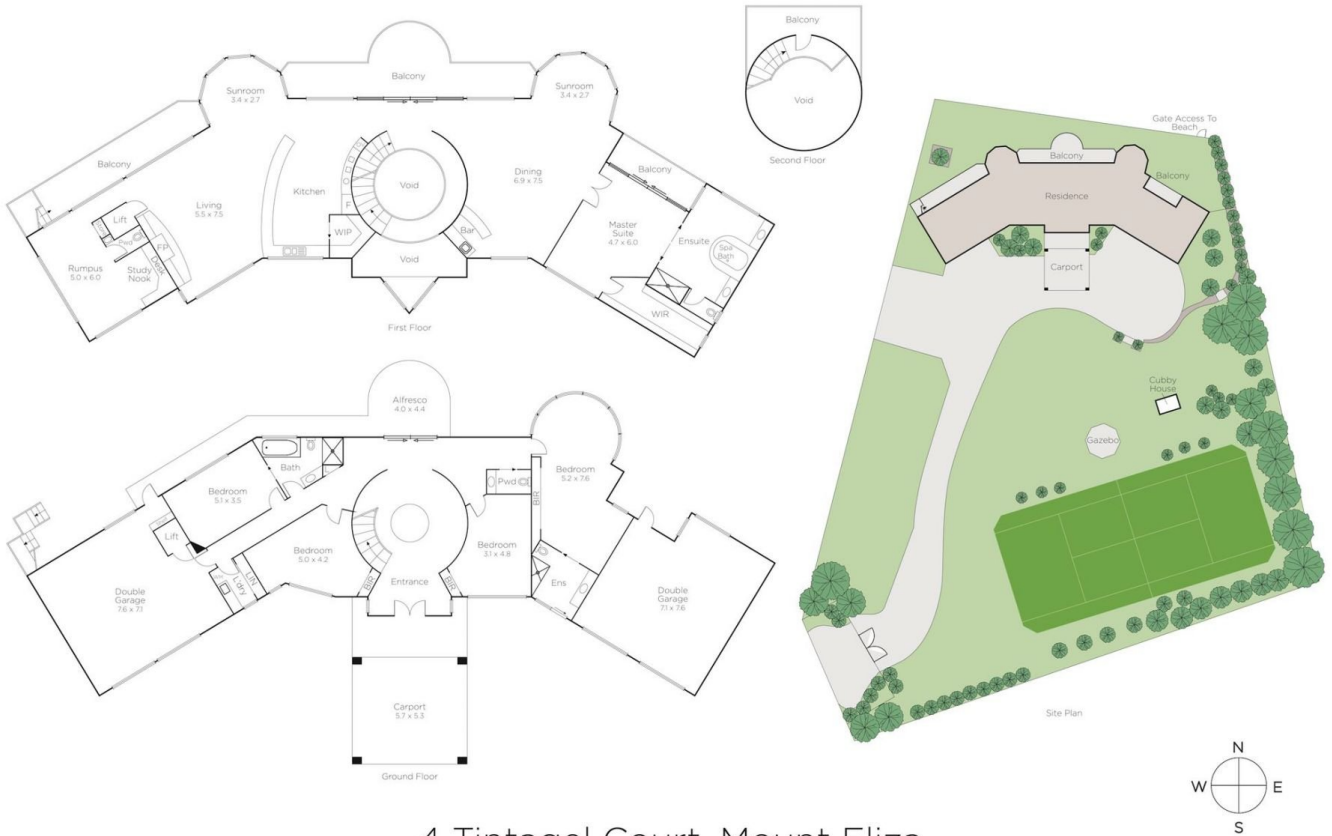 Balcony
Void
Second Floor
Sunroom
3.4 x 2.7
Balcony
Sunroom
3.4 x 2.7
Balcony
Living
5.5 x 7.5
Kitchen
F
WIP
Void
Void
Dining
6.9 x 7.5
Bar
Balcony
Master
Suite
4.7 x 6.0
Ensuite
Spa
Bath
WIR
Lift
Pwd
FP
Desk
Study
Nook
Rumpus
5.0 x 6.0
First Floor
Alfresco
4.0 x 4.4
Bath
Bedroom
5.1 x 3.5
Lift
Bedroom
5.0 x 4.2
BIR
Entrance
BIR
Pwd
Bedroom
3.1 x 4.8
BIR
Bedroom
5.2 x 7.6
Ens
Double
Garage
7.6 x 7.1
L'dry
LIN
Double
Garage
7.1 x 7.6
Carport
5.7 x 5.3
Ground Floor
Gate Access To
Beach
Balcony
Balcony
Residence
Carport
Cubby
House
Gazebo
Site Plan
N
W
E
S
4 Tintagel Court, Mount Eliza